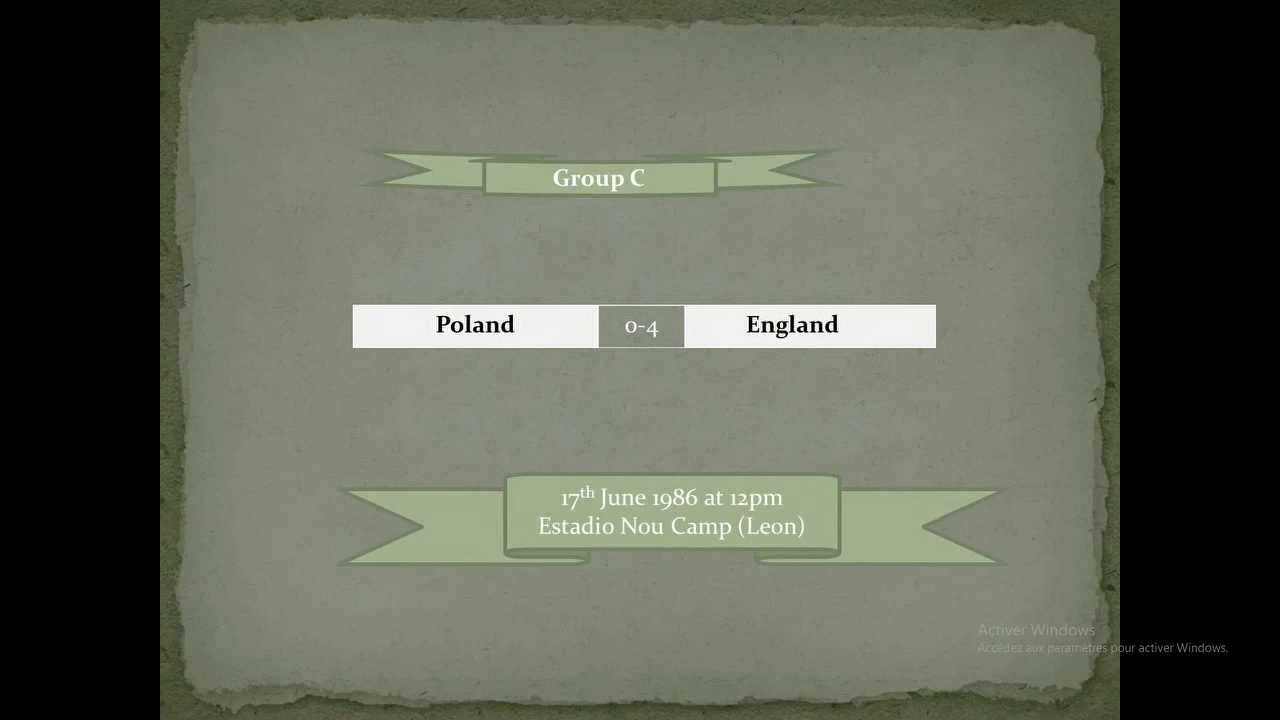 Group C
Poland 0-4 England
17th June 1986 at 12pm
Estadio Nou Camp (Leon)
Activer Windows
Accédez aux paramètres pour activer Windows.